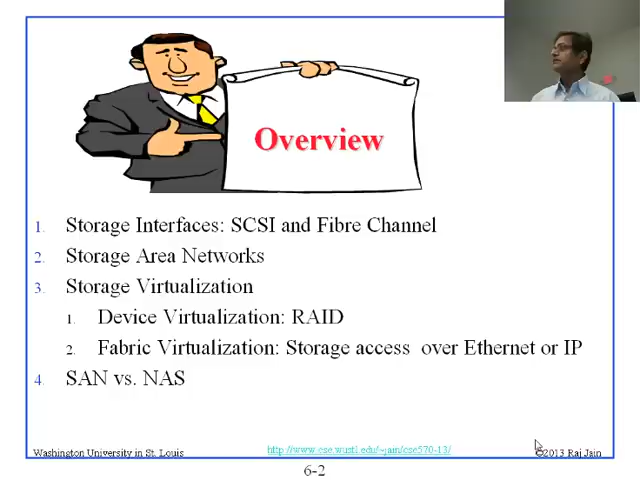 Overview
1. Storage Interfaces: SCSI and Fibre Channel
2. Storage Area Networks
3. Storage Virtualization
1. Device Virtualization: RAID
2. Fabric Virtualization: Storage access over Ethernet or IP
4. SAN vs. NAS
Washington University in St. Louis
http://www.cse.wustl.edu/~jain/cse570-13/
©2013 Raj Jain
6-2